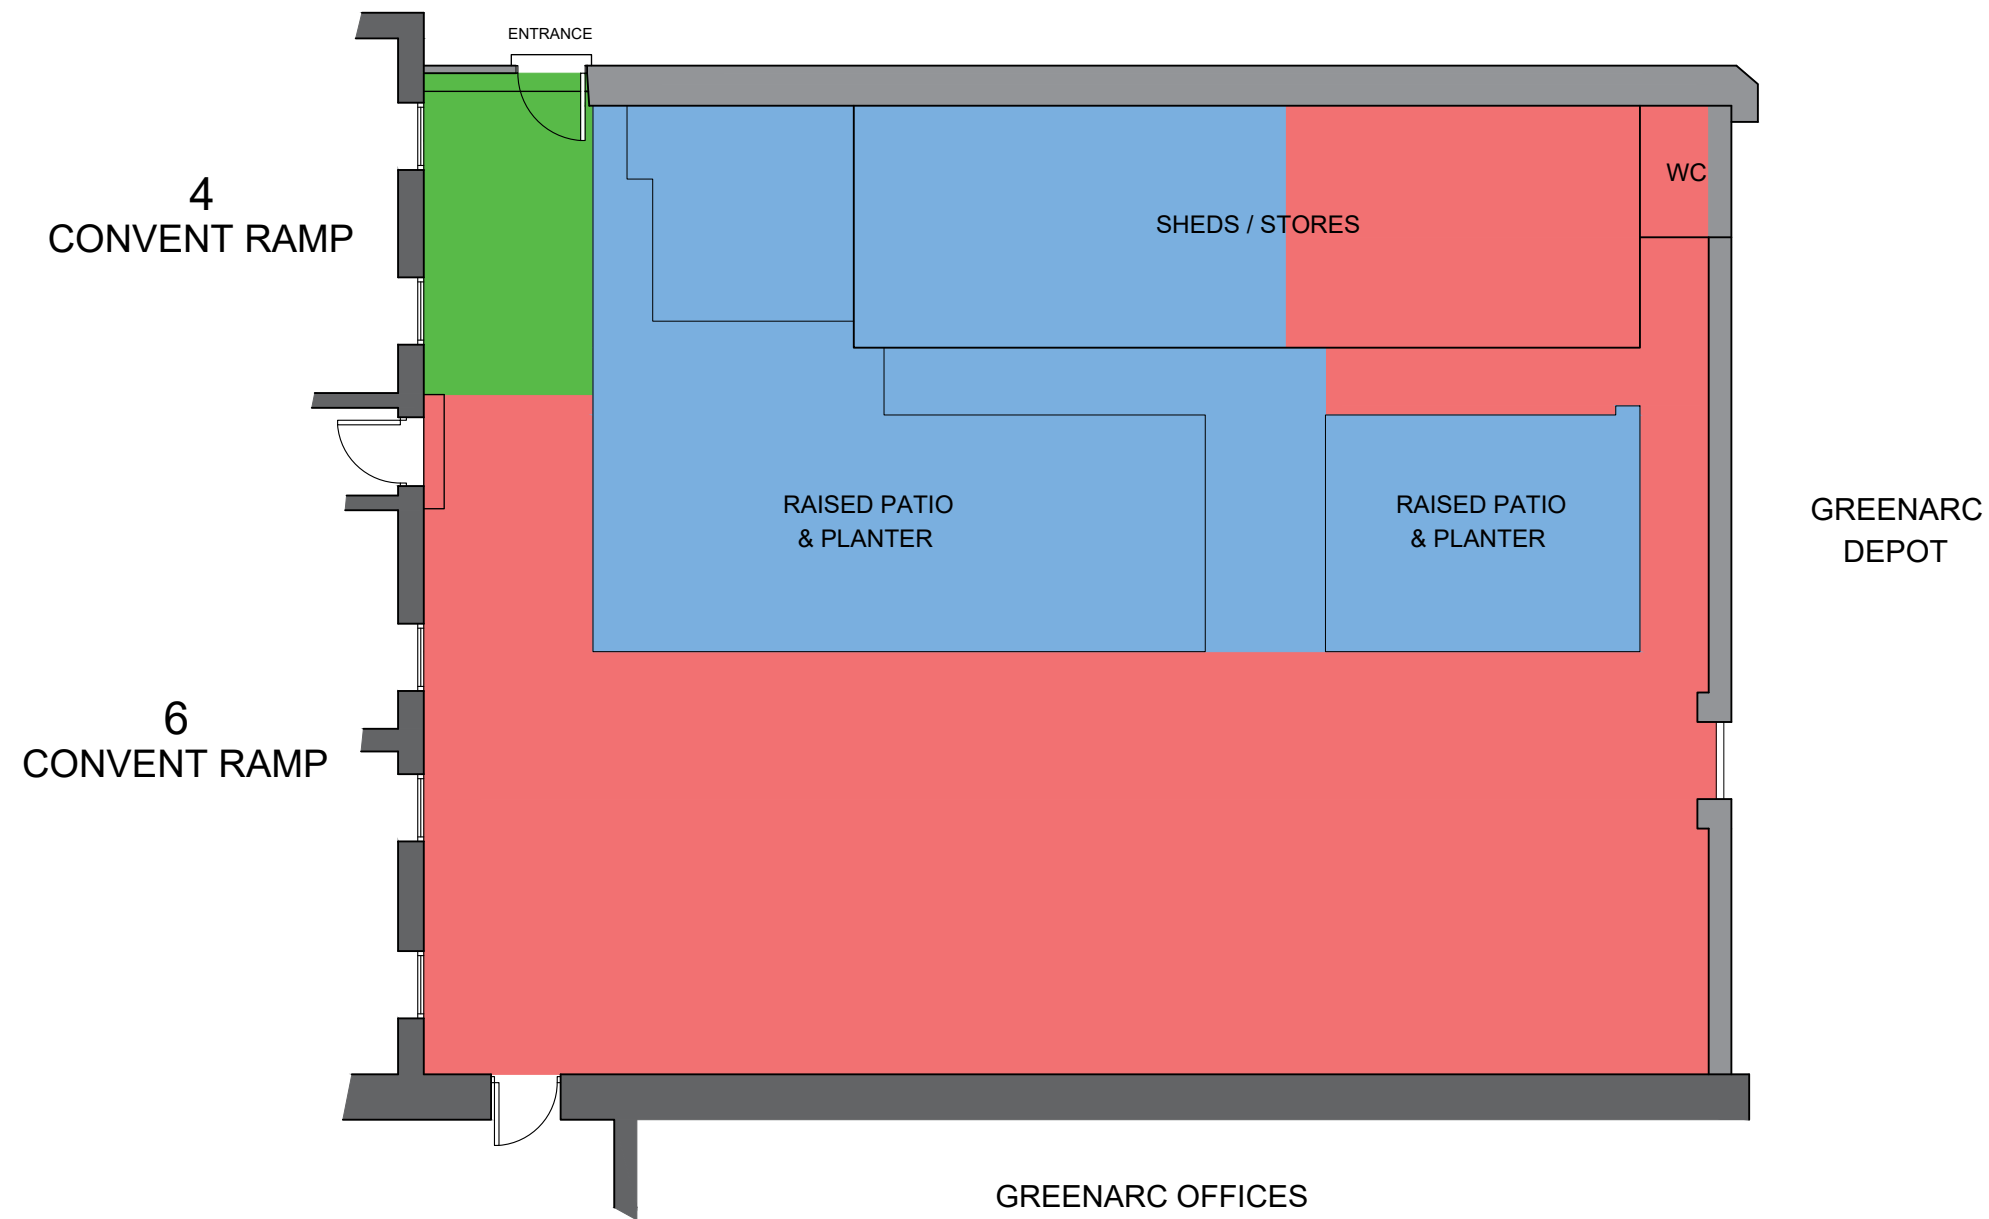 ENTRANCE
4
CONVENT RAMP
WC
SHEDS / STORES
RAISED PATIO
& PLANTER
RAISED PATIO
& PLANTER
GREENARC
DEPOT
6
CONVENT RAMP
GREENARC OFFICES